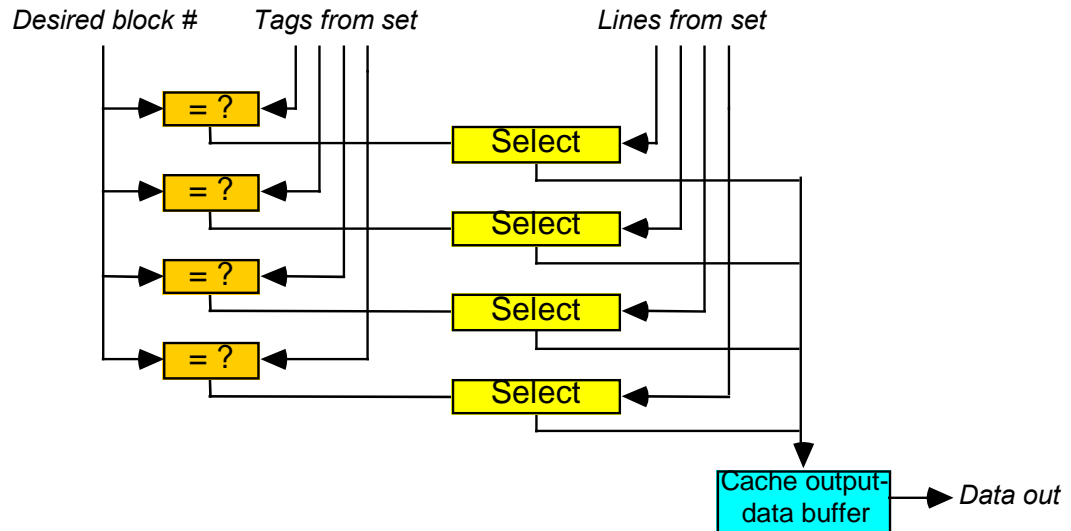 Desired block # Tags from set Lines from set
= ?
Select
= ?
Select
= ?
Select
= ?
Select
Cache output-
data buffer
Data out